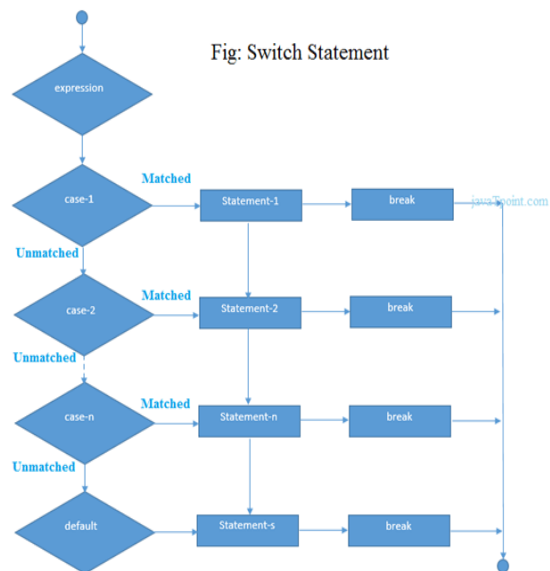 Fig: Switch Statement
expression
Matched
case-1
Statement-1
break
javaTpoint.com
Unmatched
Matched
case-2
Statement-2
break
Unmatched
Matched
case-n
Statement-n
break
Unmatched
default
Statement-s
break